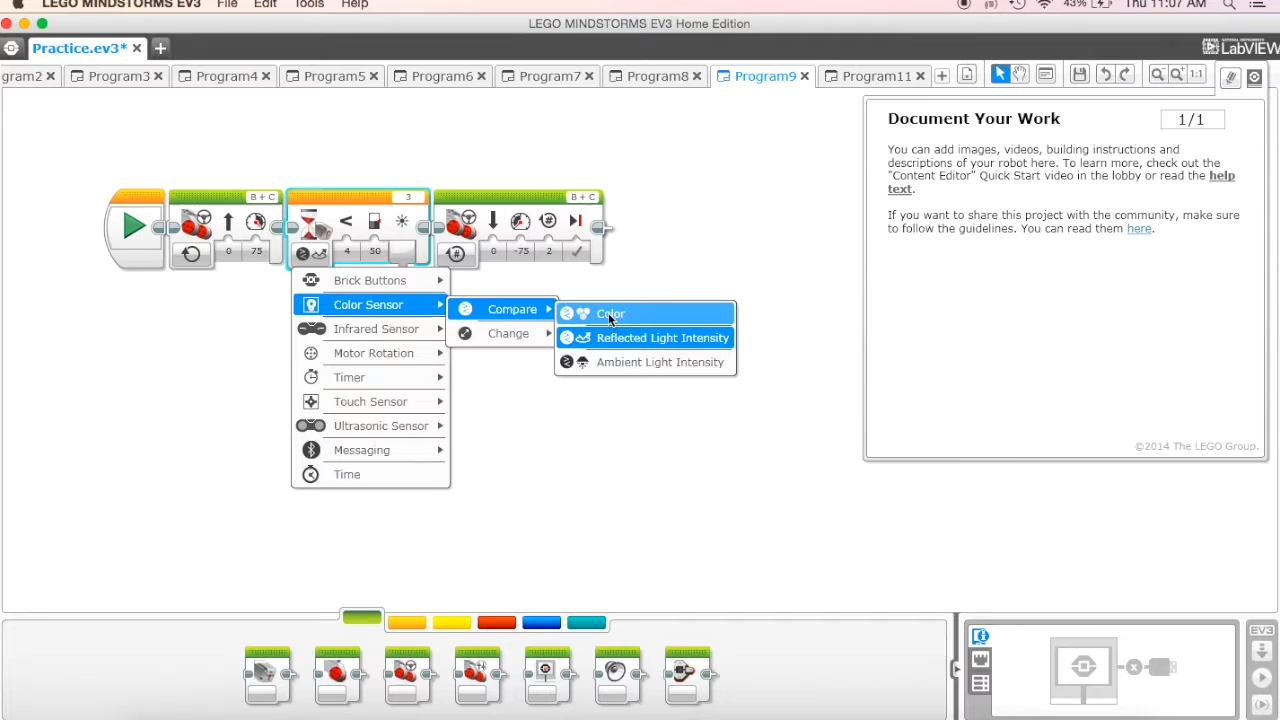 LEGO MINDSTORMS EV3 File Edit Tools Help 43% Thu 11:07 AM
LEGO MINDSTORMS EV3 Home Edition
Practice.ev3* LabVIEW
gram2 Program3 Program4 Program5 Program6 Program7 Program8 Program9 Program11 1:1
Document Your Work 1/1
You can add images, videos, building instructions and
descriptions of your robot here. To learn more, check out the
"Content Editor" Quick Start video in the lobby or read the help
text.
If you want to share this project with the community, make sure
to follow the guidelines. You can read them here.
©2014 The LEGO Group.
B + C 3 B + C
<
0 75 4 50 # 0 -75 2
Brick Buttons
Color Sensor
Infrared Sensor
Motor Rotation
Timer
Touch Sensor
Ultrasonic Sensor
Messaging
Time
Compare
Change
Color
Reflected Light Intensity
Ambient Light Intensity
EV3